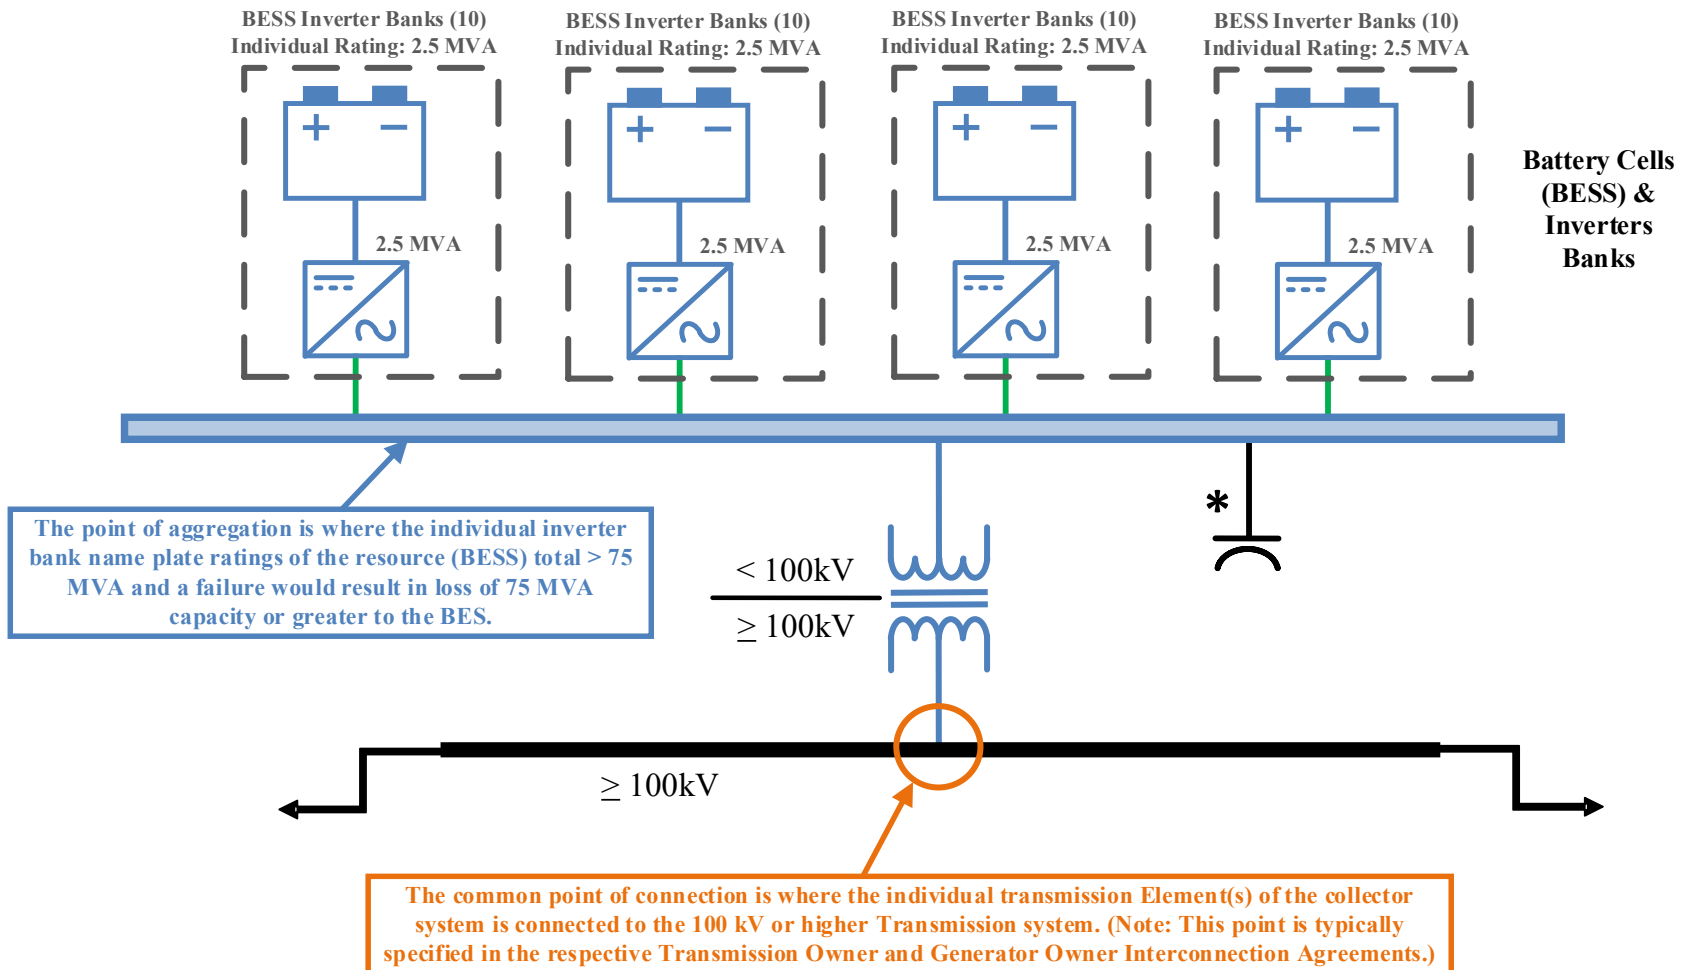 BESS Inverter Banks (10)
Individual Rating: 2.5 MVA
BESS Inverter Banks (10)
Individual Rating: 2.5 MVA
BESS Inverter Banks (10)
Individual Rating: 2.5 MVA
BESS Inverter Banks (10)
Individual Rating: 2.5 MVA
+ −
+ −
+ −
+ −
Battery Cells
(BESS) &
Inverters
Banks
2.5 MVA
2.5 MVA
2.5 MVA
2.5 MVA
*
The point of aggregation is where the individual inverter
bank name plate ratings of the resource (BESS) total > 75
MVA and a failure would result in loss of 75 MVA
capacity or greater to the BES.
< 100kV
≥ 100kV
≥ 100kV
The common point of connection is where the individual transmission Element(s) of the collector
system is connected to the 100 kV or higher Transmission system. (Note: This point is typically
specified in the respective Transmission Owner and Generator Owner Interconnection Agreements.)